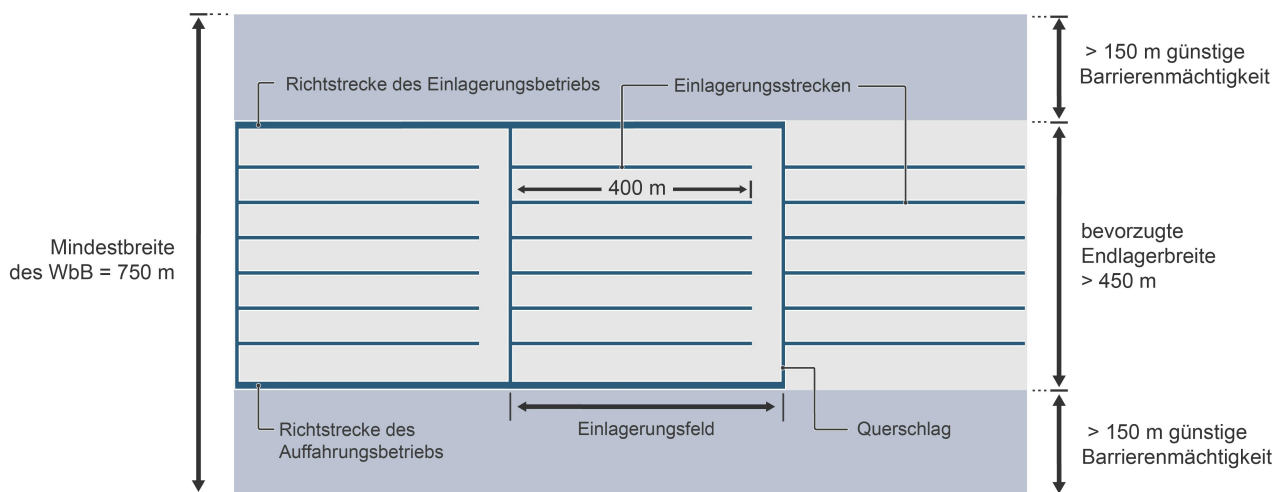 > 150 m günstige
Barrierenmächtigkeit
Richtstrecke des Einlagerungsbetriebs
Einlagerungsstrecken
400 m
Mindestbreite
des WbB = 750 m
bevorzugte
Endlagerbreite
> 450 m
Richtstrecke des
Auffahrungsbetriebs
Einlagerungsfeld
Querschlag
> 150 m günstige
Barrierenmächtigkeit